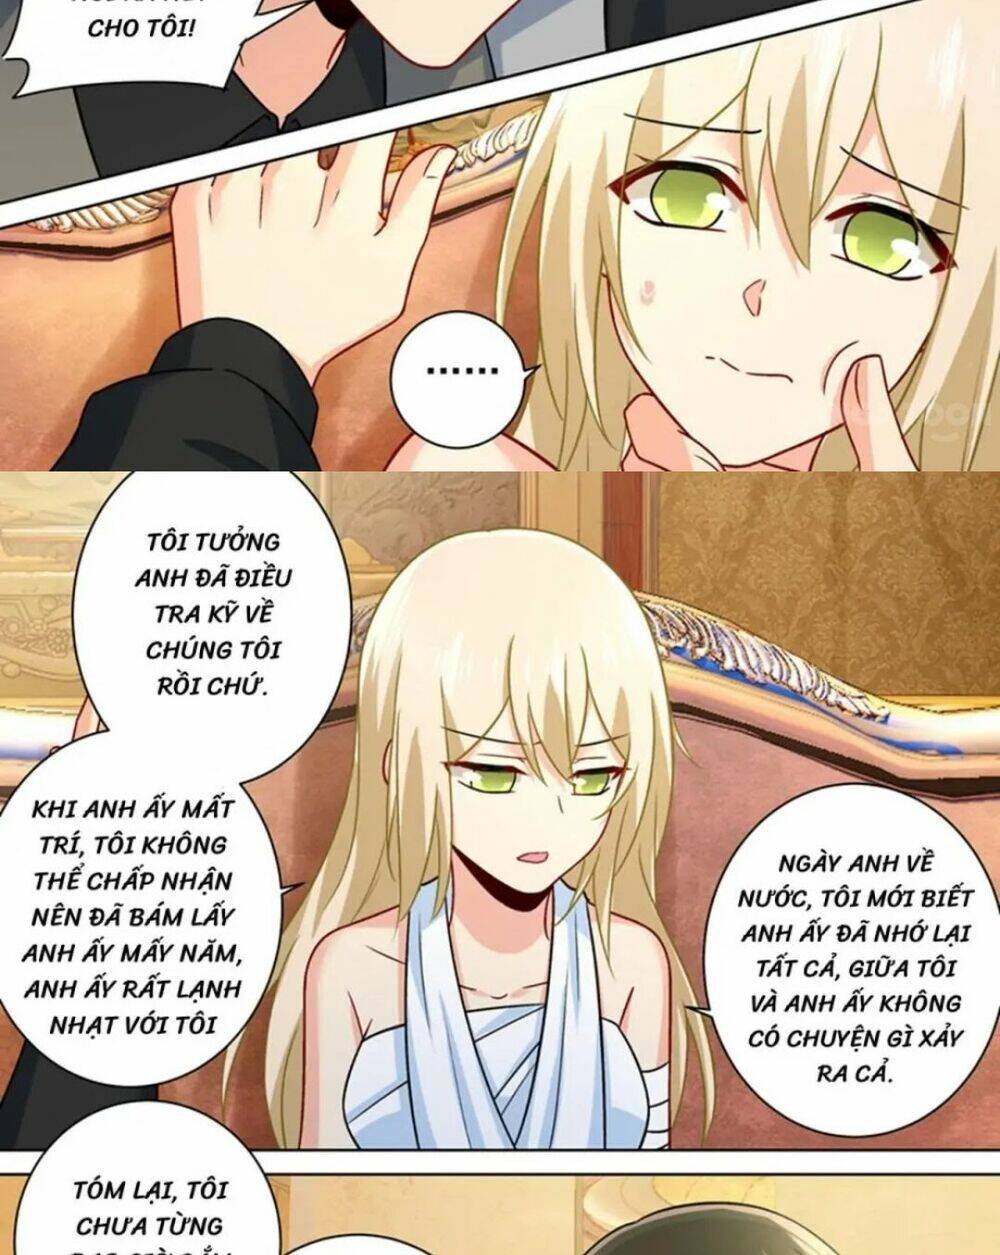 CHO TÔI!
......
TÔI TƯỞNG
ANH ĐÃ ĐIỀU
TRA KỸ VỀ
CHÚNG TÔI
RỒI CHỨ.
KHI ANH ẤY MẤT
TRÍ, TÔI KHÔNG
THỂ CHẤP NHẬN
NÊN ĐÃ BÁM LẤY
ANH ẤY MẤY NĂM,
ANH ẤY RẤT LẠNH
NHẠT VỚI TÔI
NGÀY ANH VỀ
NƯỚC, TÔI MỚI BIẾT
ANH ẤY ĐÃ NHỚ LẠI
TẤT CẢ, GIỮA TÔI
VÀ ANH ẤY KHÔNG
CÓ CHUYỆN GÌ XẢY
RA CẢ.
TÓM LẠI, TÔI
CHƯA TỪNG